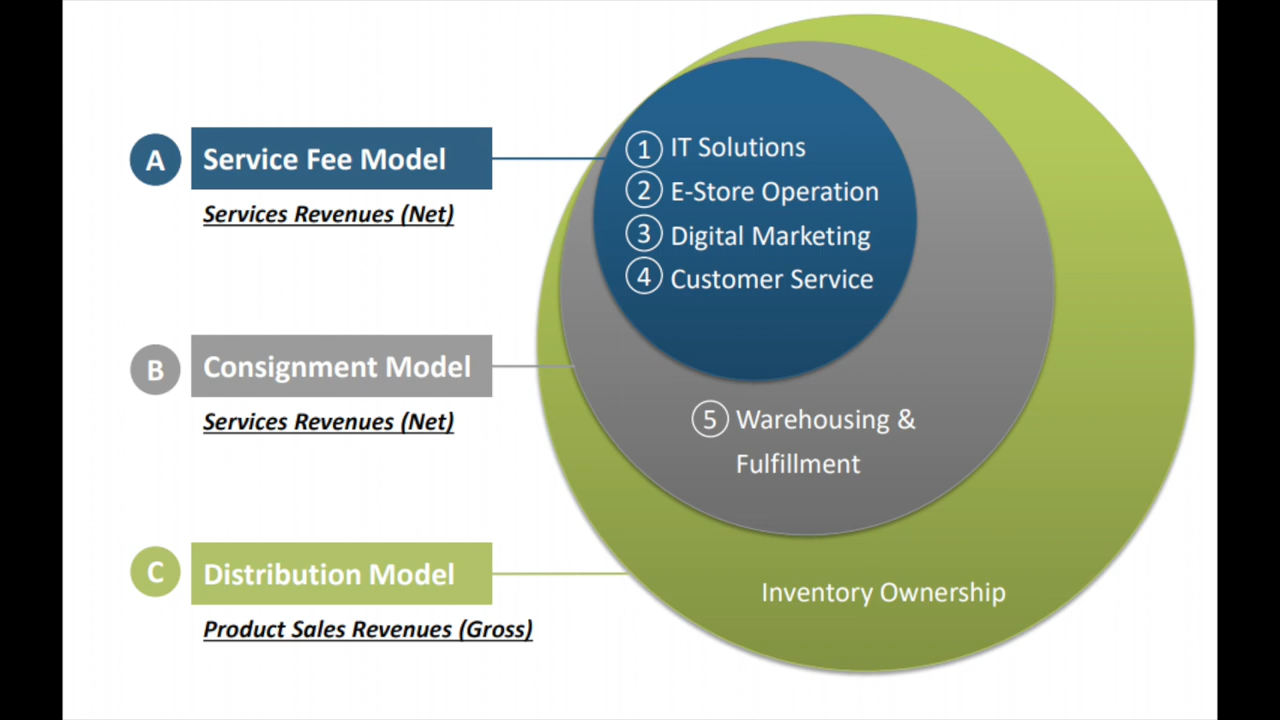 A Service Fee Model
Services Revenues (Net)
B Consignment Model
Services Revenues (Net)
C Distribution Model
Product Sales Revenues (Gross)
1 IT Solutions
2 E-Store Operation
3 Digital Marketing
4 Customer Service
5 Warehousing &
Fulfillment
Inventory Ownership